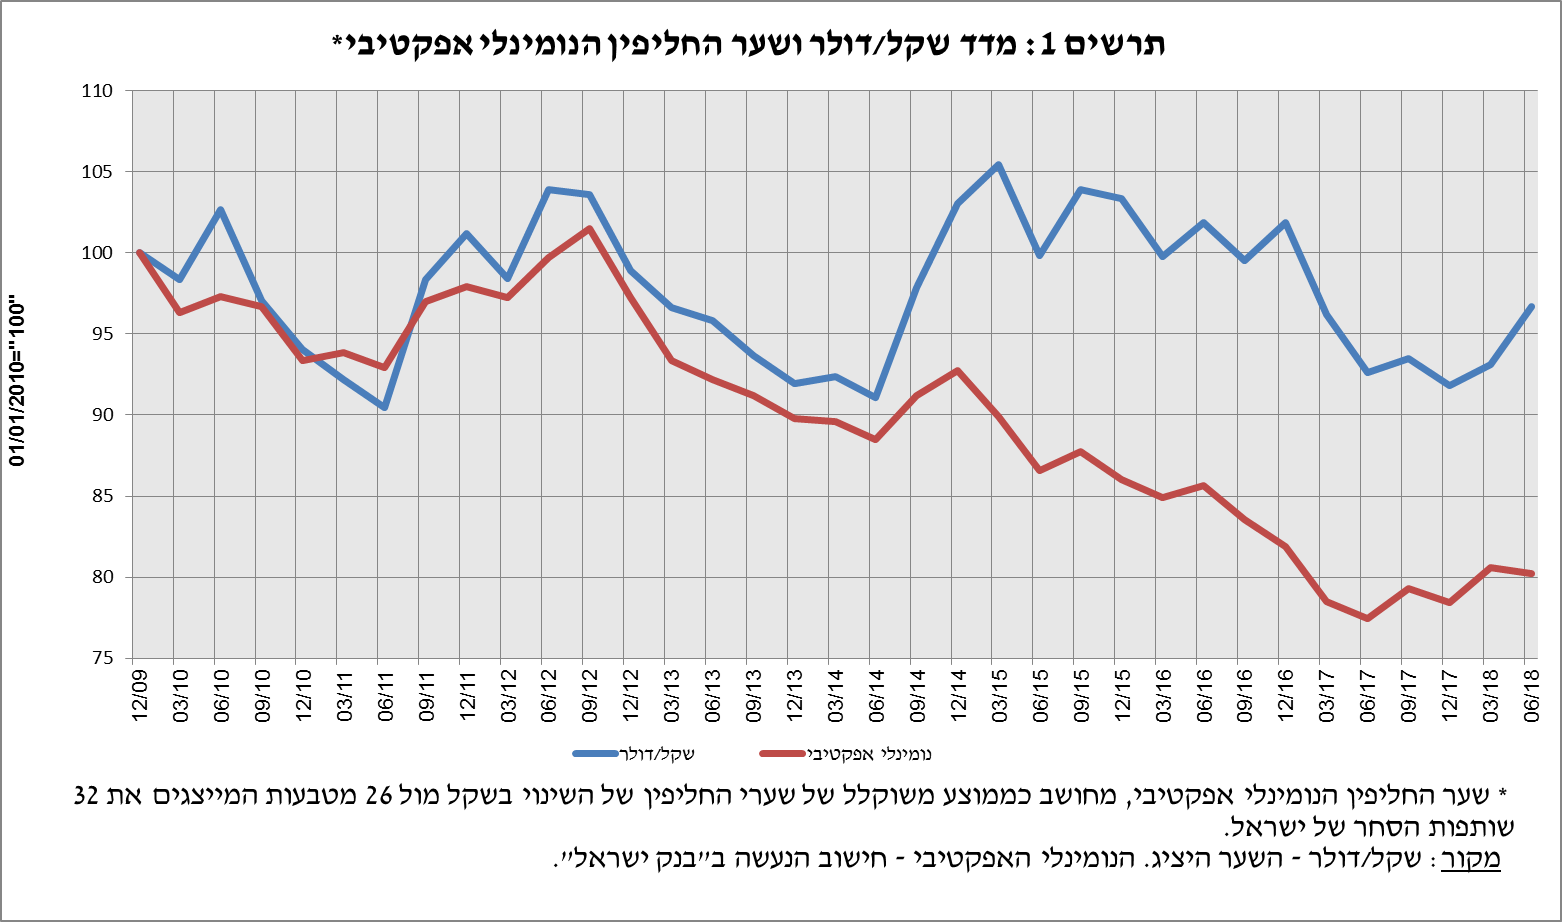 תרשים 1: מדד שקל/דולר ושער החליפין הנומינלי אפקטיבי*
110
105
100
95
90
85
80
75
01/01/2010="100"
12/09 03/10 06/10 09/10 12/10 03/11 06/11 09/11 12/11 03/12 06/12 09/12 12/12 03/13 06/13 09/13 12/13 03/14 06/14 09/14 12/14 03/15 06/15 09/15 12/15 03/16 06/16 09/16 12/16 03/17 06/17 09/17 12/17 03/18 06/18
שקל/דולר
נומינלי אפקטיבי
* שער החליפין הנומינלי אפקטיבי, מחושב כממוצע משוקלל של שערי החליפין של השינוי בשקל מול 26 מטבעות המייצגים את 32
שותפות הסחר של ישראל.
מקור: שקל/דולר - השער היציג. הנומינלי האפקטיבי - חישוב הנעשה ב"בנק ישראל".